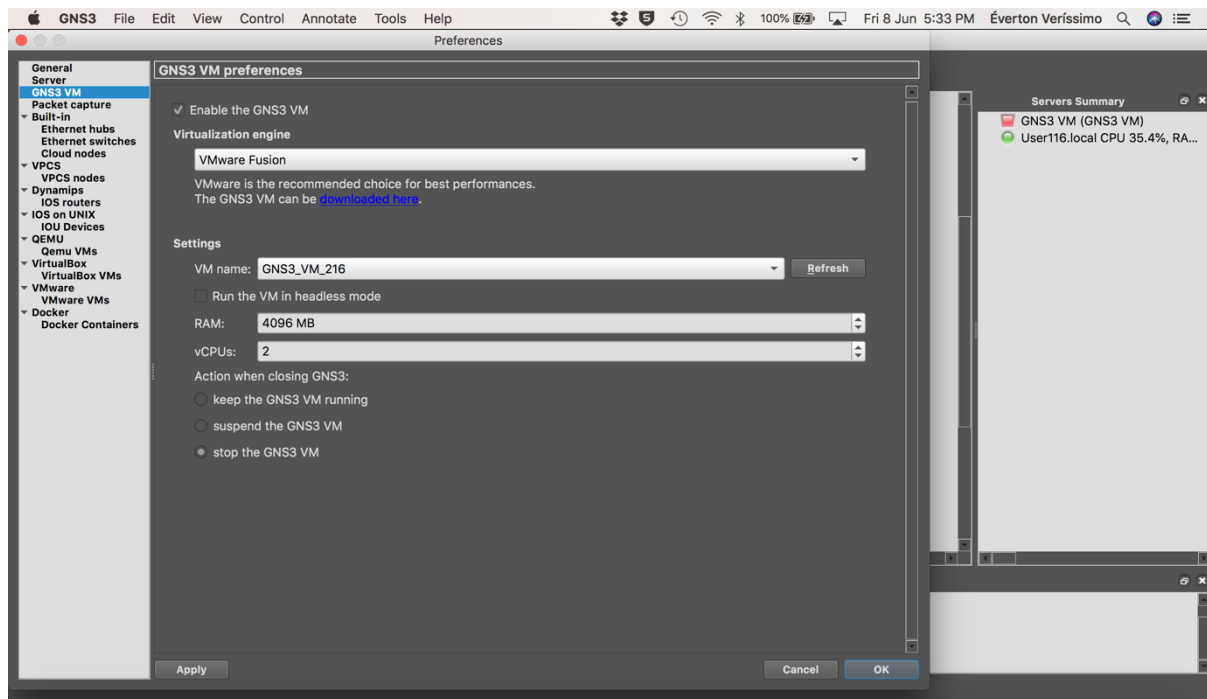 GNS3 File Edit View Control Annotate Tools Help 5 100% Fri 8 Jun 5:33 PM Éverton Veríssimo
Preferences
General
Server
GNS3 VM
Packet capture
Built-in
Ethernet hubs
Ethernet switches
Cloud nodes
VPCS
VPCS nodes
Dynamips
IOS routers
IOS on UNIX
IOU Devices
QEMU
Qemu VMs
VirtualBox
VirtualBox VMs
VMware
VMware VMs
Docker
Docker Containers
GNS3 VM preferences
Enable the GNS3 VM
Virtualization engine
VMware Fusion
VMware is the recommended choice for best performances.
The GNS3 VM can be downloaded here.
Settings
VM name: GNS3_VM_216 Refresh
Run the VM in headless mode
RAM: 4096 MB
vCPUs: 2
Action when closing GNS3:
keep the GNS3 VM running
suspend the GNS3 VM
stop the GNS3 VM
Apply Cancel OK
Servers Summary
GNS3 VM (GNS3 VM)
User116.local CPU 35.4%, RA...